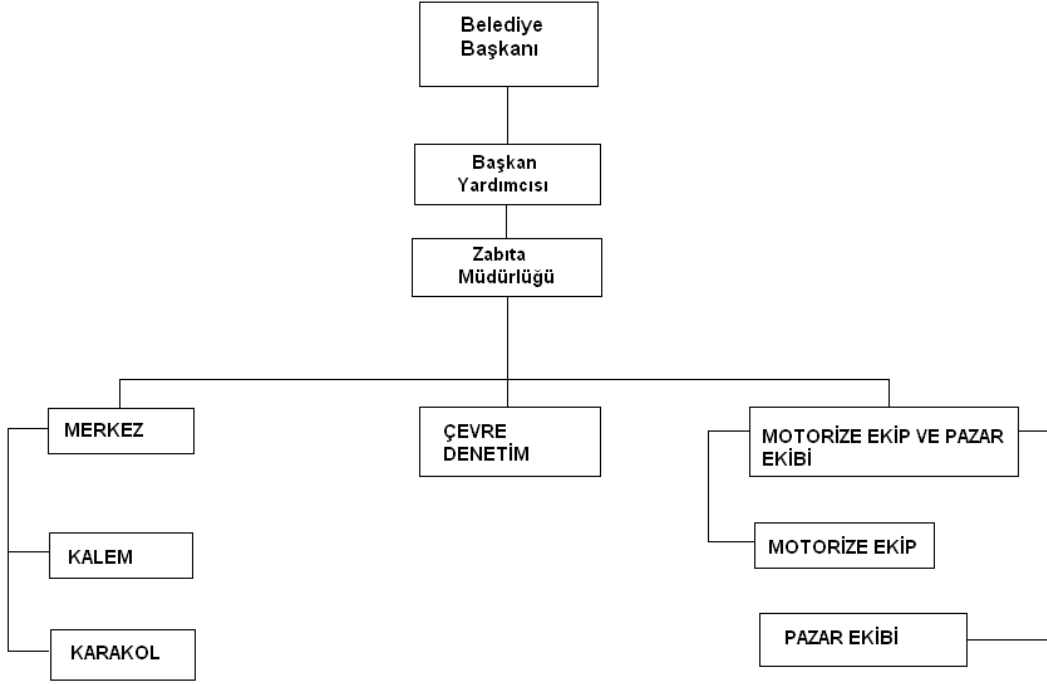 Belediye
Başkanı
Başkan
Yardımcısı
Zabıta
Müdürlüğü
MERKEZ
ÇEVRE
DENETİM
MOTORİZE EKİP VE PAZAR
EKİBİ
KALEM
MOTORİZE EKİP
KARAKOL
PAZAR EKİBİ